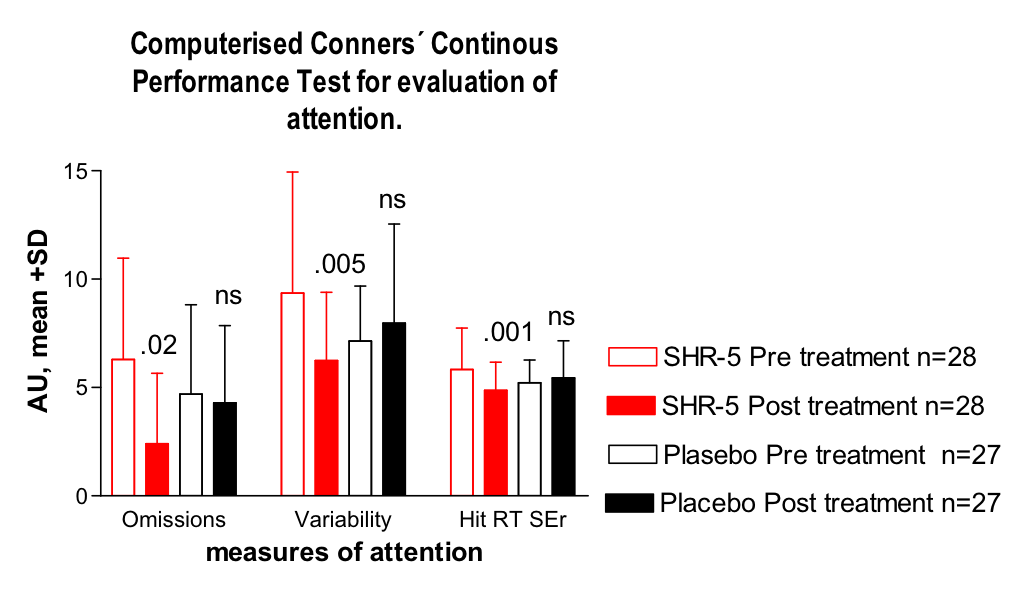 Computerised Conners´ Continous
Performance Test for evaluation of
attention.
15
10
5
0
AU, mean +SD
.02
ns
.005
ns
.001
ns
Omissions
Variability
Hit RT SEr
measures of attention
SHR-5 Pre treatment n=28
SHR-5 Post treatment n=28
Plasebo Pre treatment n=27
Placebo Post treatment n=27